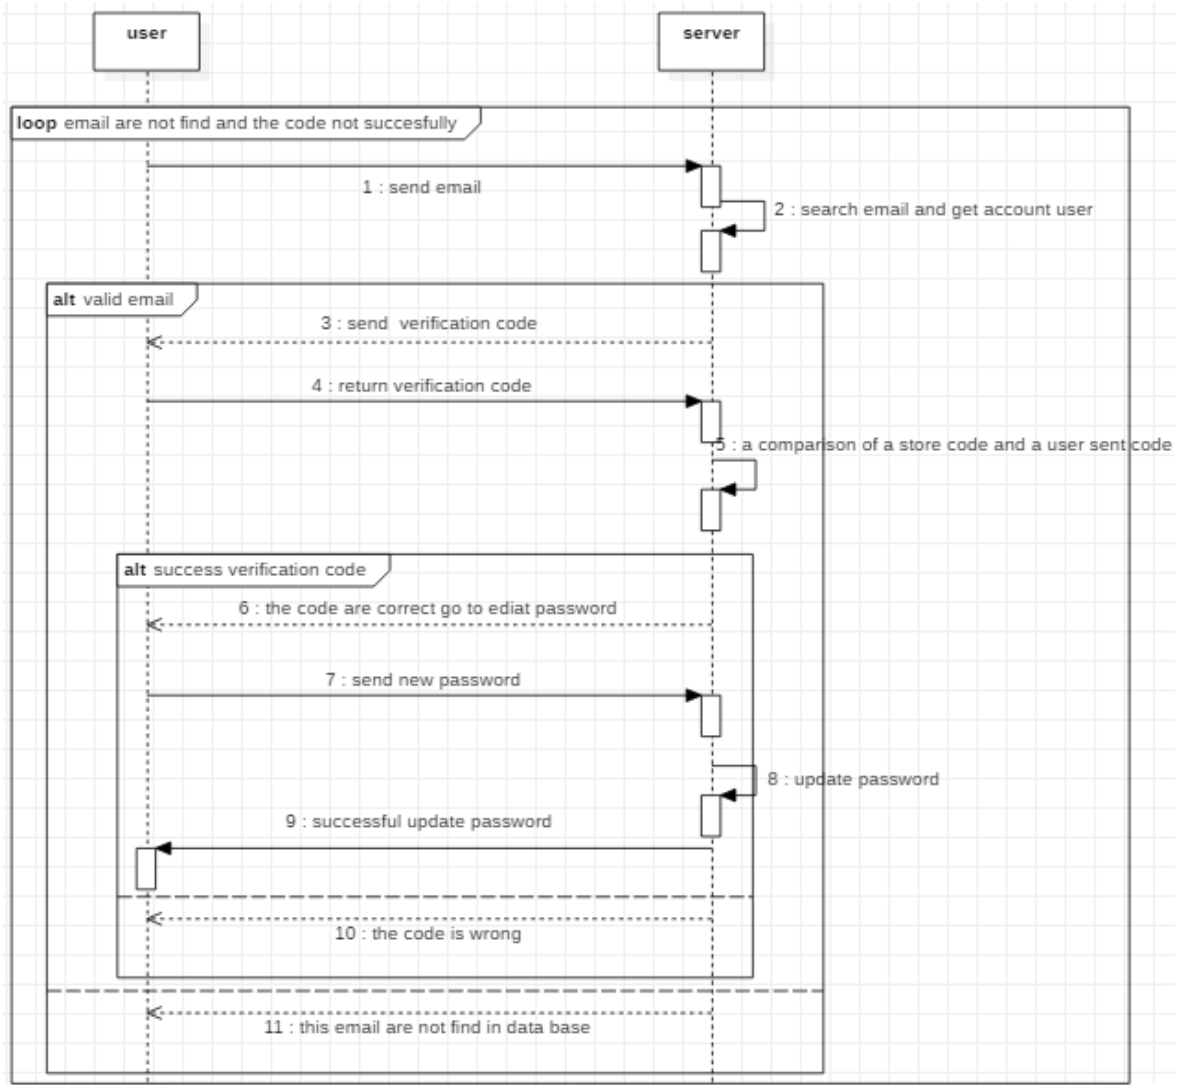 user
server
loop email are not find and the code not succesfully
1 : send email
2 : search email and get account user
alt valid email
3 : send  verification code
4 : return verification code
5 : a comparison of a store code and a user sent code
alt success verification code
6 : the code are correct go to ediat password
7 : send new password
8 : update password
9 : successful update password
10 : the code is wrong
11 : this email are not find in data base